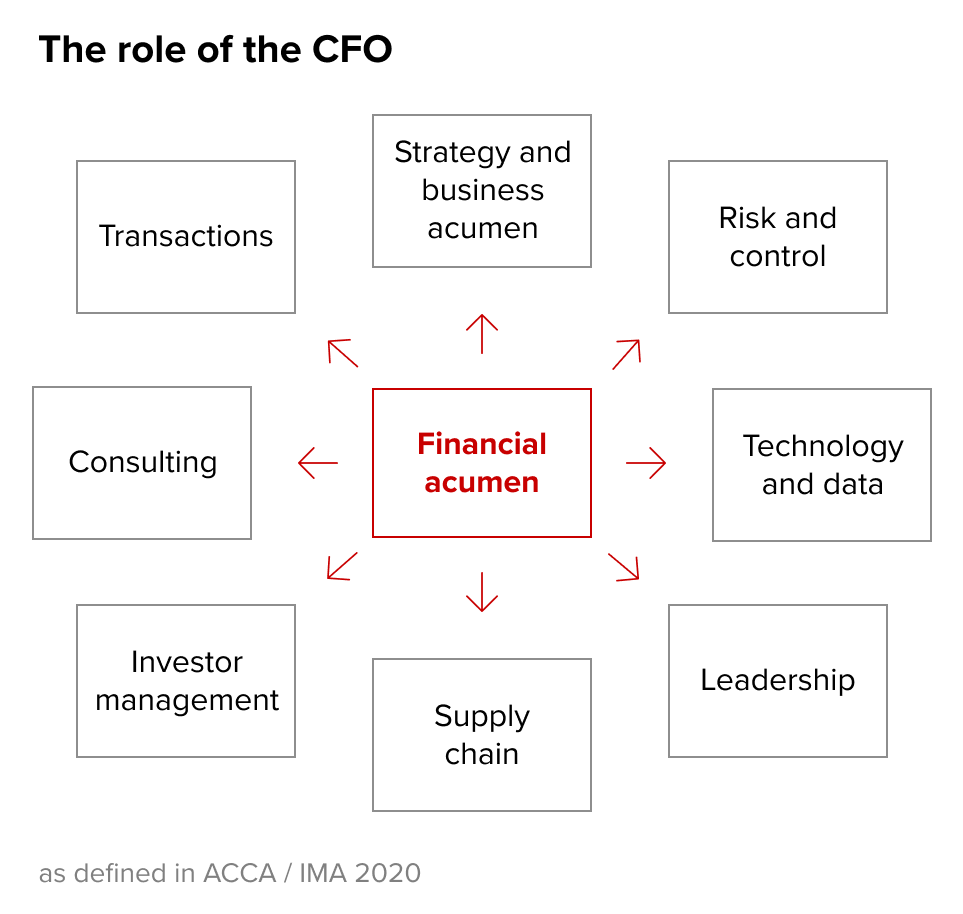 The role of the CFO
Strategy and
business
acumen
Transactions
Risk and
control
Consulting
Financial
acumen
Technology
and data
Investor
management
Supply
chain
Leadership
as defined in ACCA / IMA 2020